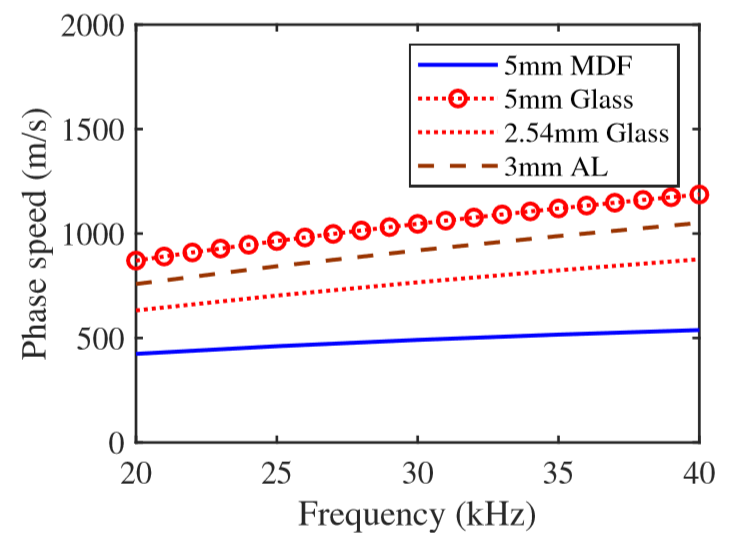 2000
1500
1000
500
0
Phase speed (m/s)
5mm MDF
5mm Glass
2.54mm Glass
3mm AL
20 25 30 35 40
Frequency (kHz)